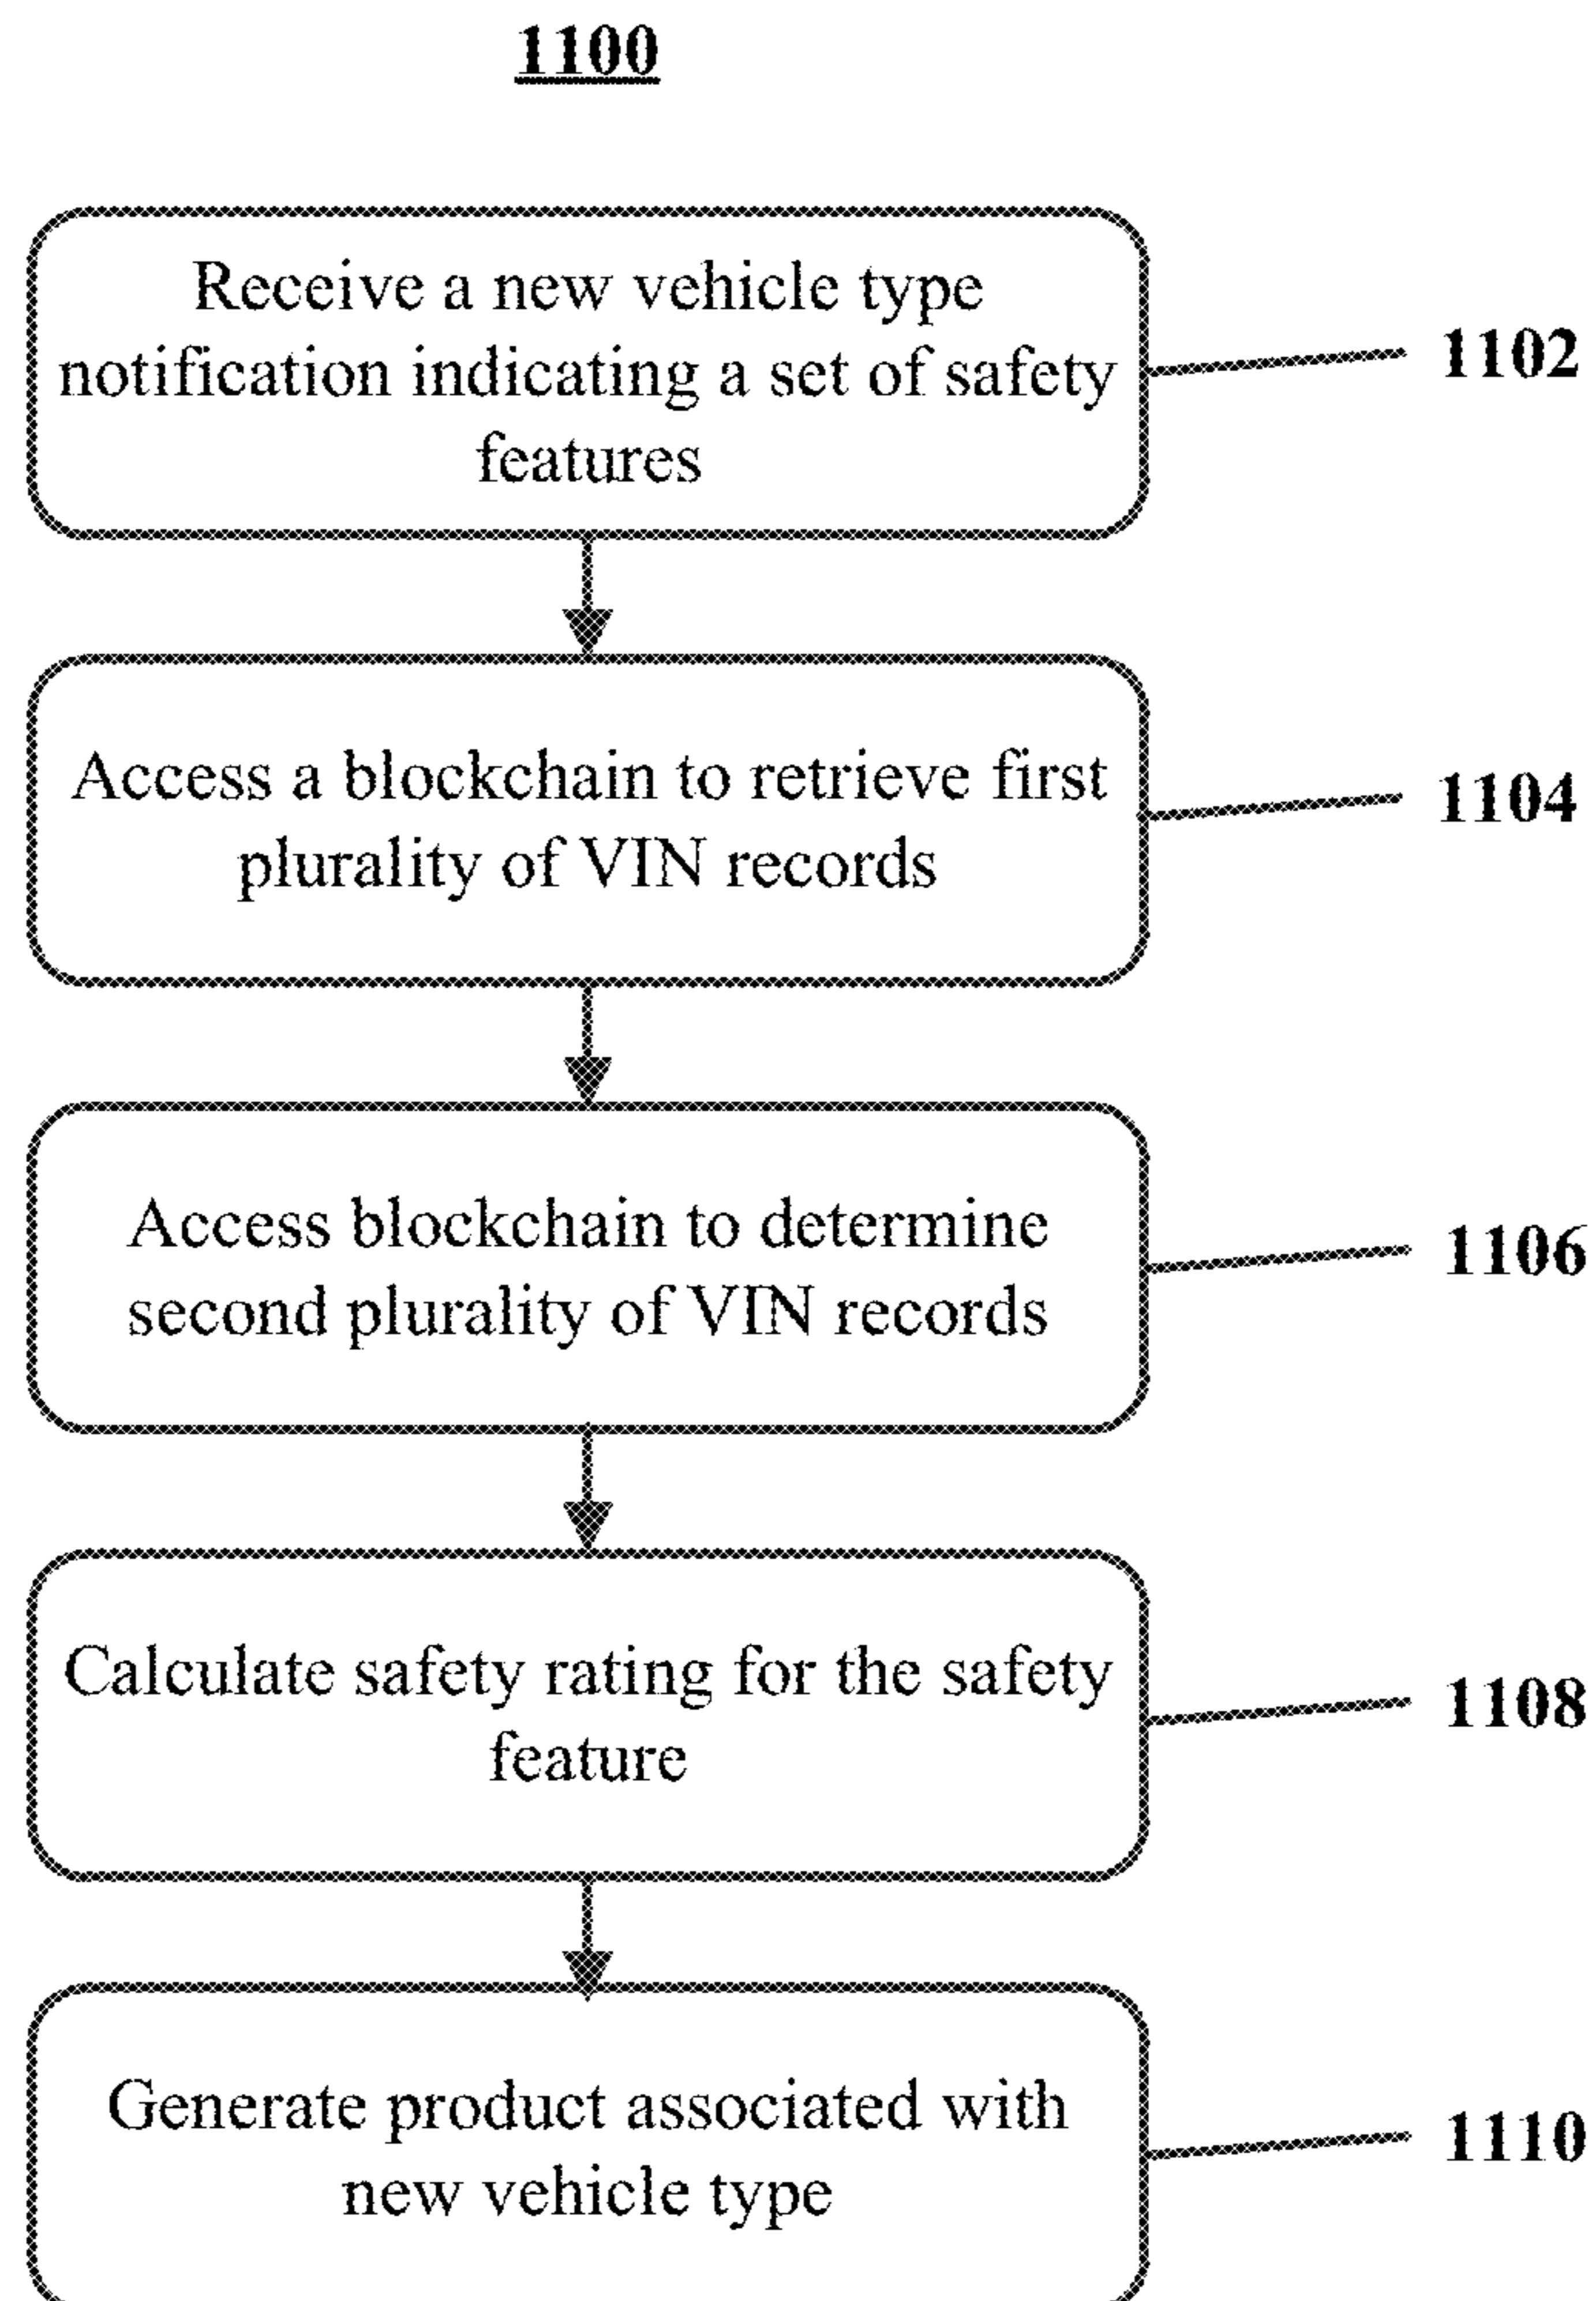 1100
Receive a new vehicle type
notification indicating a set of safety
features
1102
Access a blockchain to retrieve first
plurality of VIN records
1104
Access blockchain to determine
second plurality of VIN records
1106
Calculate safety rating for the safety
feature
1108
Generate product associated with
new vehicle type
1110